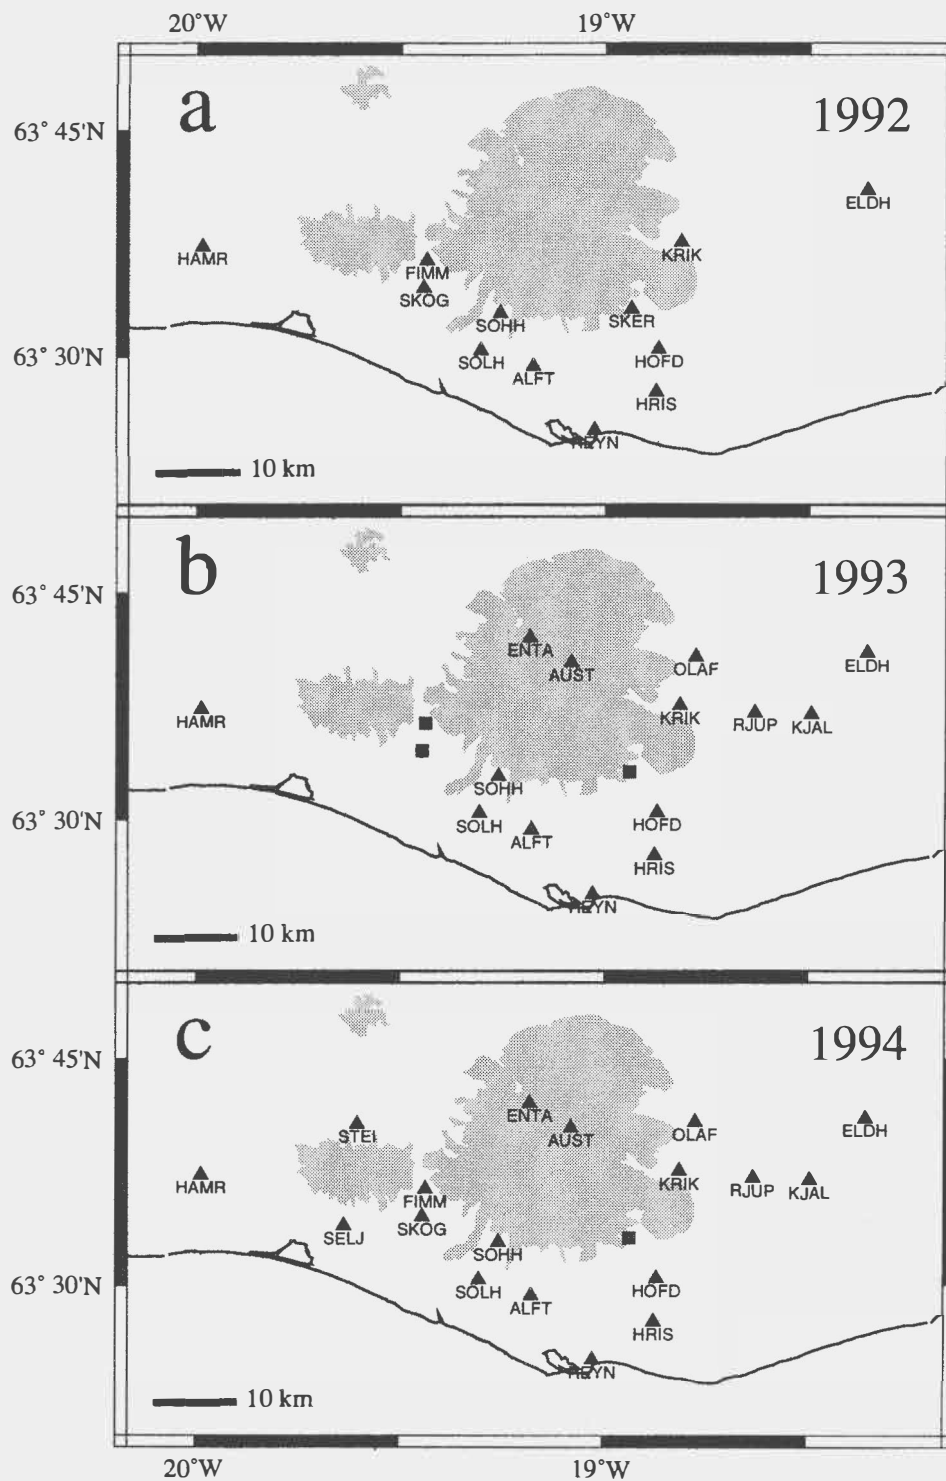 20°W 19°W
a 1992
63° 45'N
ELDH
HAMR KRIK
FIMM
SKOG
SOHH SKER
63° 30'N SOLH HOFD
ALFT
HRIS
10 km
b 1993
63° 45'N
ENTA
AUST OLAF ELDH
HAMR KRIK RJUP KJAL
SOHH
63° 30'N SOLH HOFD
ALFT
HRIS
10 km
c 1994
63° 45'N
ENTA
STEI AUST OLAF ELDH
HAMR KRIK RJUP KJAL
FIMM
SELJ SKOG
SOHH
63° 30'N SOLH HOFD
ALFT
HRIS
10 km
20°W 19°W